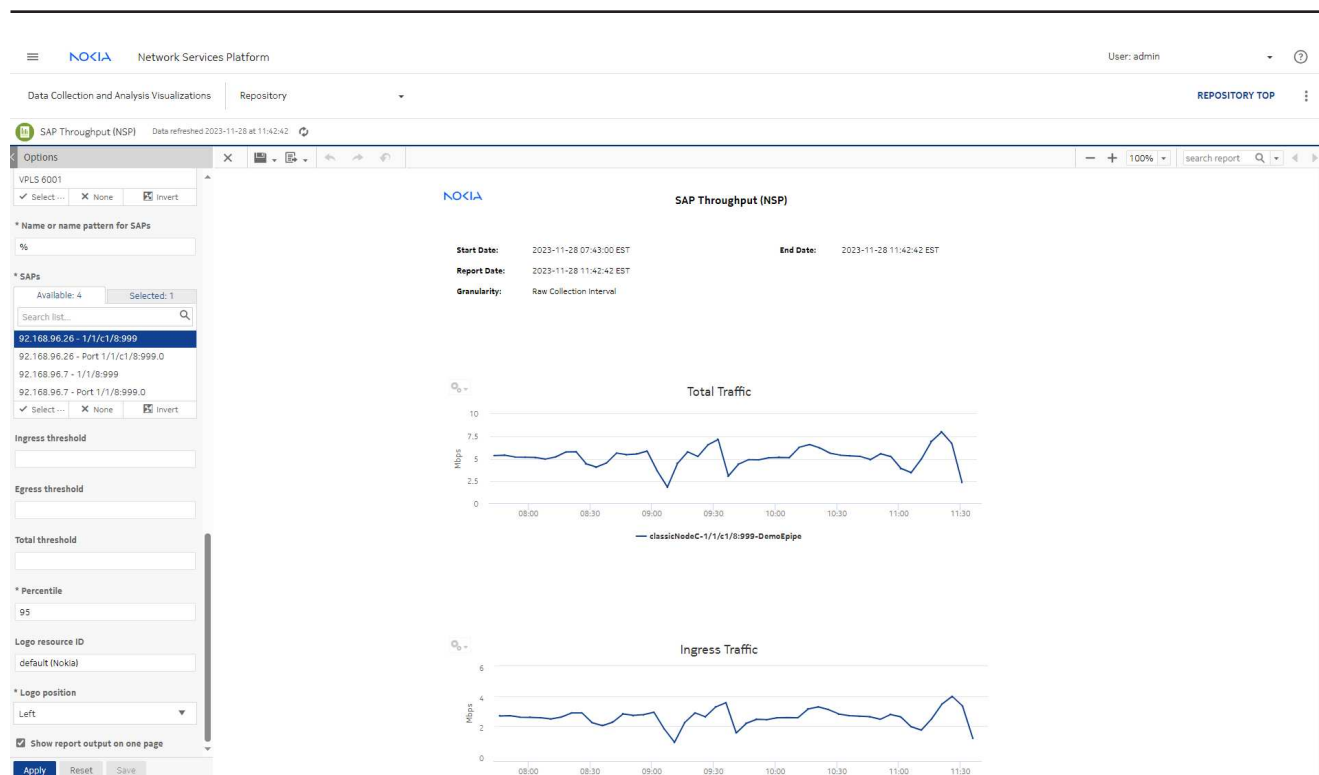 NOKIA Network Services Platform User: admin
Data Collection and Analysis Visualizations Repository REPOSITORY TOP
SAP Throughput (NSP) Data refreshed 2023-11-28 at 11:42:42
Options 100% search report
VPLS 6001
Select ... None Invert
* Name or name pattern for SAPs
%
* SAPs
Available: 4 Selected: 1
Search list...
92.168.96.26 - 1/1/c1/8:999
92.168.96.26 - Port 1/1/c1/8:999.0
92.168.96.7 - 1/1/8:999
92.168.96.7 - Port 1/1/8:999.0
Select ... None Invert
Ingress threshold
Egress threshold
Total threshold
* Percentile
95
Logo resource ID
default (Nokia)
* Logo position
Left
Show report output on one page
Apply Reset Save
NOKIA
SAP Throughput (NSP)
Start Date: 2023-11-28 07:43:00 EST End Date: 2023-11-28 11:42:42 EST
Report Date: 2023-11-28 11:42:42 EST
Granularity: Raw Collection Interval
Total Traffic
10
7.5
5
2.5
0
Mbps
08:00 08:30 09:00 09:30 10:00 10:30 11:00 11:30
classicNodeC-1/1/c1/8:999-DemoEpipe
Ingress Traffic
6
4
2
0
Mbps
08:00 08:30 09:00 09:30 10:00 10:30 11:00 11:30